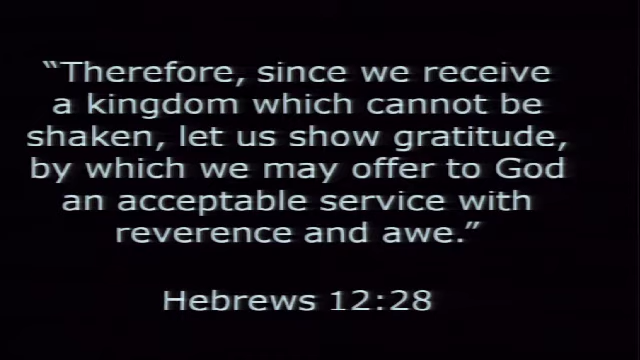 “Therefore, since we receive
a kingdom which cannot be
shaken, let us show gratitude,
by which we may offer to God
an acceptable service with
reverence and awe.”
Hebrews 12:28